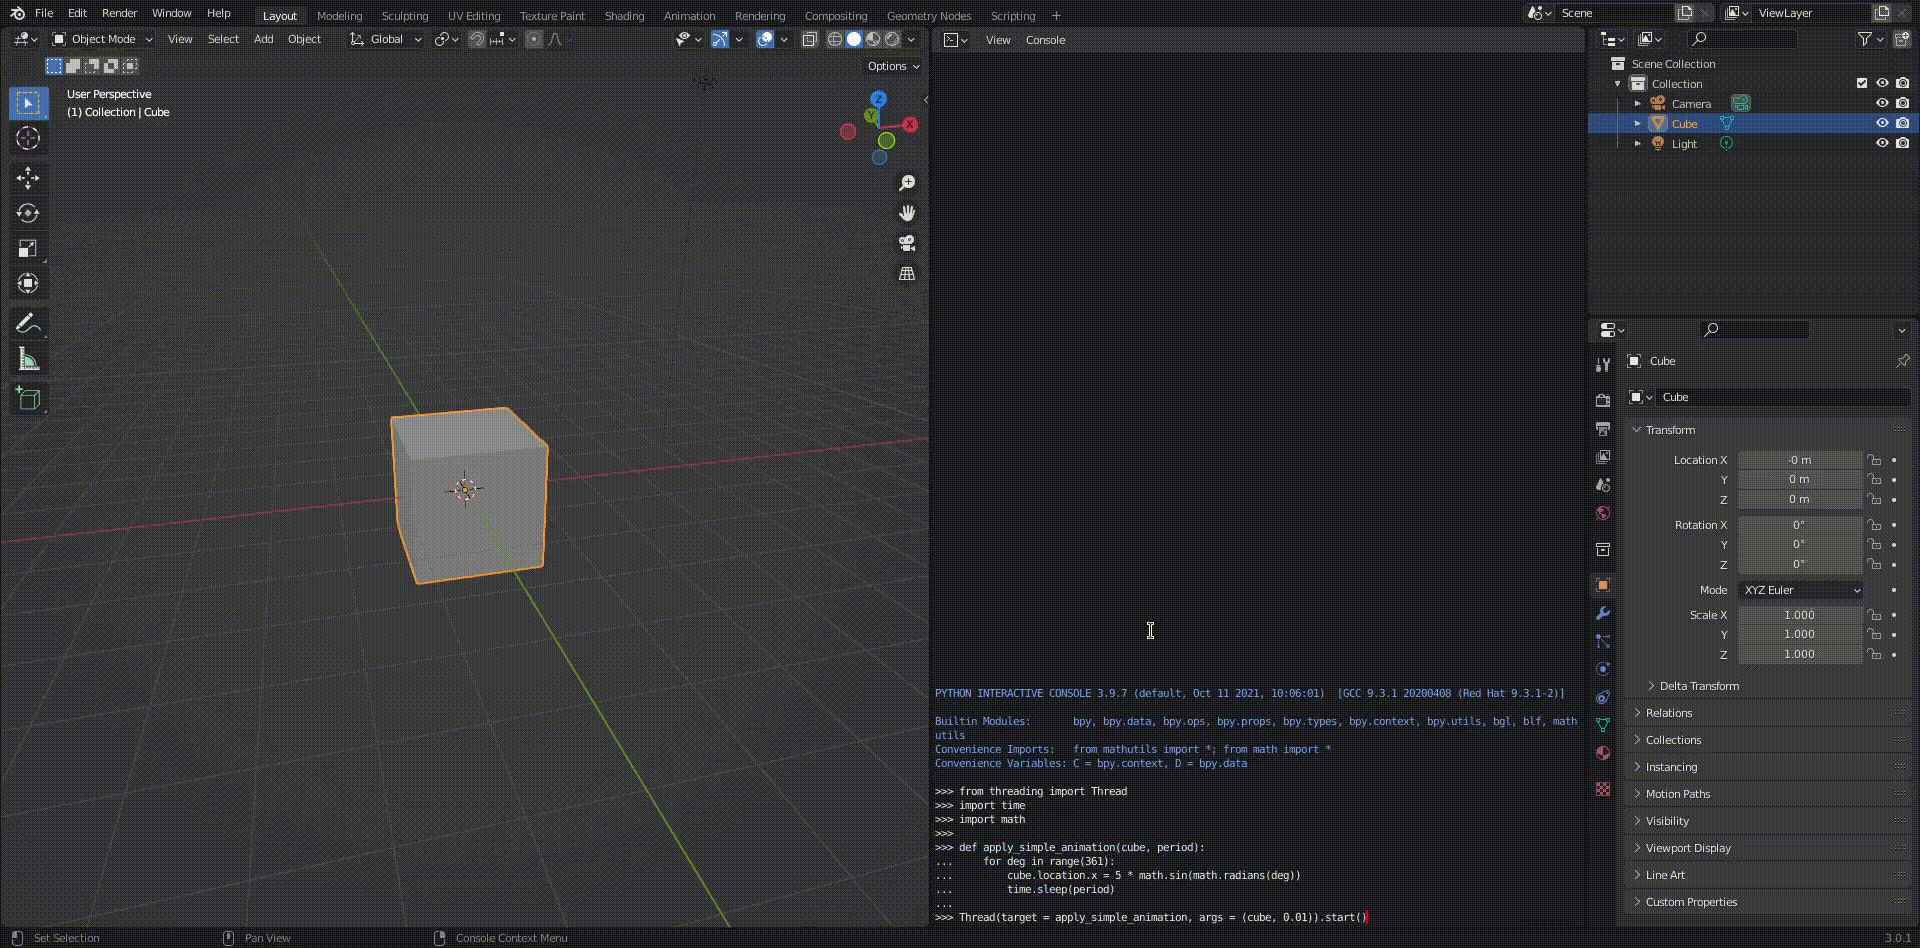 File Edit Render Window Help Layout Modeling Sculpting UV Editing Texture Paint Shading Animation Rendering Compositing Geometry Nodes Scripting + Scene ViewLayer
Object Mode View Select Add Object Global
Options
User Perspective
(1) Collection | Cube
Z
Y
X
View Console
PYTHON INTERACTIVE CONSOLE 3.9.7 (default, Oct 11 2021, 10:06:01)  [GCC 9.3.1 20200408 (Red Hat 9.3.1-2)]
Builtin Modules:       bpy, bpy.data, bpy.ops, bpy.props, bpy.types, bpy.context, bpy.utils, bgl, blf, math
utils
Convenience Imports:   from mathutils import *; from math import *
Convenience Variables: C = bpy.context, D = bpy.data
>>> from threading import Thread
>>> import time
>>> import math
>>>
>>> def apply_simple_animation(cube, period):
...     for deg in range(361):
...         cube.location.x = 5 * math.sin(math.radians(deg))
...         time.sleep(period)
...
>>> Thread(target = apply_simple_animation, args = (cube, 0.01)).start()
Scene Collection
Collection
Camera
Cube
Light
Cube
Cube
Transform
Location X -0 m
Y 0 m
Z 0 m
Rotation X 0°
Y 0°
Z 0°
Mode XYZ Euler
Scale X 1.000
Y 1.000
Z 1.000
Delta Transform
Relations
Collections
Instancing
Motion Paths
Visibility
Viewport Display
Line Art
Custom Properties
Set Selection Pan View Console Context Menu 3.0.1